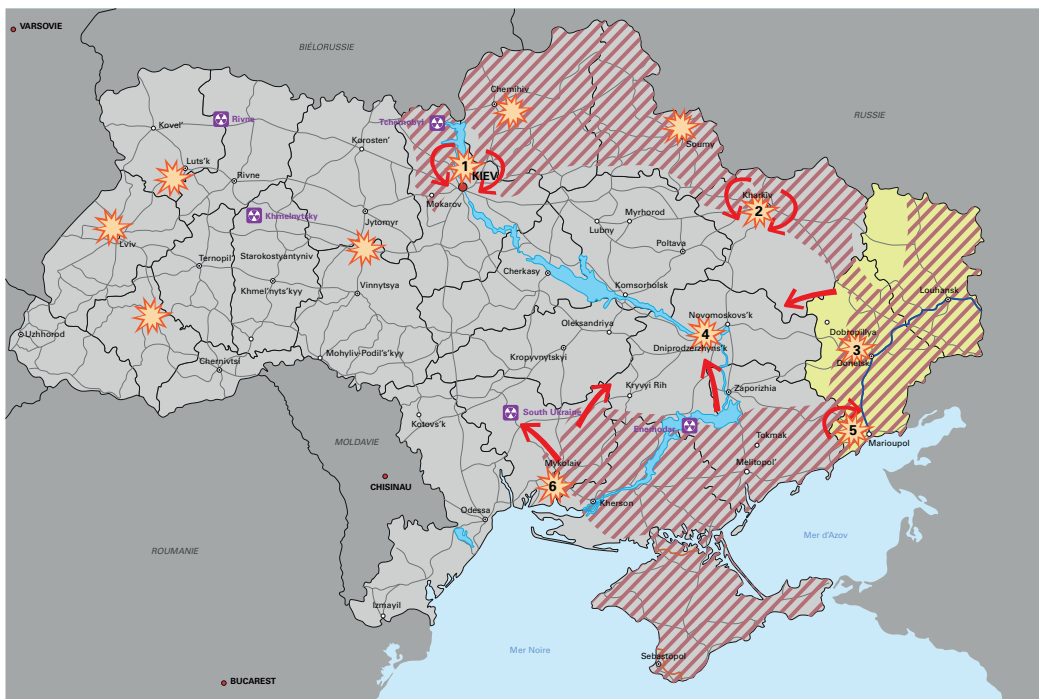 VARSOVIE
BIÉLORUSSIE
RUSSIE
Chernihiv
Kovel'
Rivne
Tchernobyl
Soumy
Korosten'
Luts'k
Rivne
1
KIEV
Mokarov
Kharkiv
2
Khmelnytsky
Jytomyr
Myrhorod
Lubny
Lviv
Poltava
Ternopil'
Starokostyantyniv
Cherkasy
Khmel'nyts'kyy
Vinnytsya
Komsorholsk
Louhansk
Novomoskovs'k
Oleksandriya
Dobropillya
Uzhhorod
4
3
Dniprodzerzhyns'k
Mohyliv-Podil's'kyy
Kropyvnytskyi
Donetsk
Chernivtsi
Kryvyi Rih
Zaporizhia
South Ukraine
Kotovs'k
Enerhodar
5
Tokmak
Marioupol
MOLDAVIE
Mykolaiv
Melitopol'
CHISINAU
6
Kherson
Odessa
Mer d'Azov
ROUMANIE
Izmayil
Mer Noire
Sebastopol
BUCAREST